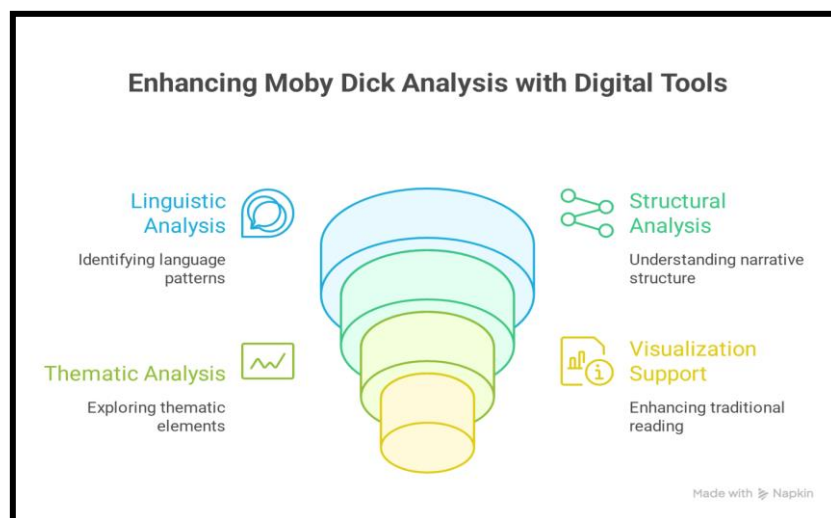 Enhancing Moby Dick Analysis with Digital Tools
Linguistic
Analysis
Identifying language
patterns
Structural
Analysis
Understanding narrative
structure
Thematic Analysis
Exploring thematic
elements
Visualization
Support
Enhancing traditional
reading
Made with Napkin